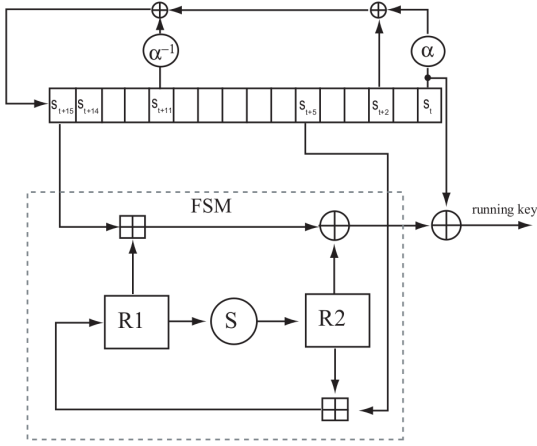 α⁻¹
α
s_{t+15} s_{t+14} s_{t+11} s_{t+5} s_{t+2} s_t
FSM
running key
R1 S R2